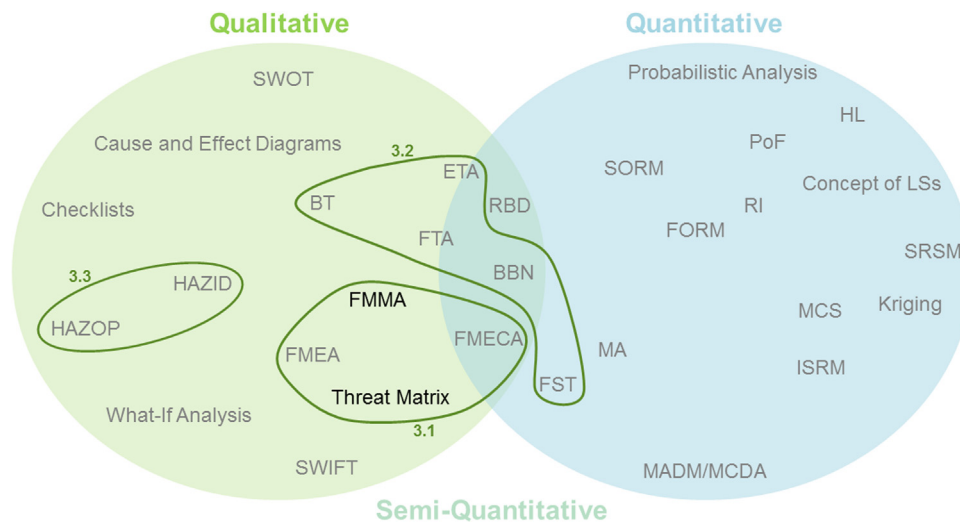 Qualitative
Quantitative
SWOT
Probabilistic Analysis
HL
Cause and Effect Diagrams
3.2
PoF
ETA
SORM
Concept of LSs
BT
RBD
RI
Checklists
FTA
FORM
SRSM
3.3
BBN
HAZID
FMMA
Kriging
HAZOP
MCS
FMECA
FMEA
MA
ISRM
FST
Threat Matrix
What-If Analysis
3.1
SWIFT
MADM/MCDA
Semi-Quantitative